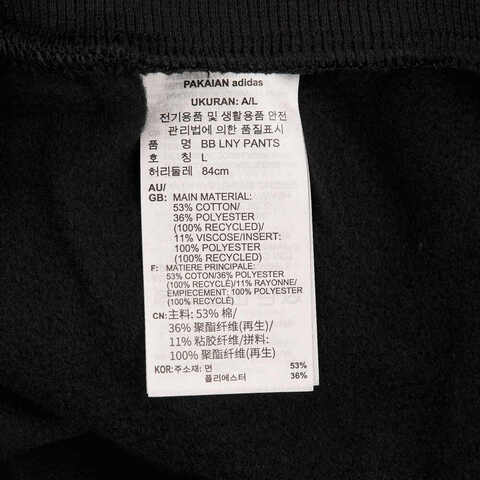 PAKAIAN adidas
UKURAN: A/L
전기용품 및 생활용품 안전
관리법에 의한 품질표시
품 명 BB LNY PANTS
호 칭 L
허리둘레 84cm
AU/
GB: MAIN MATERIAL:
53% COTTON/
36% POLYESTER
(100% RECYCLED)/
11% VISCOSE/INSERT:
100% POLYESTER
(100% RECYCLED)
F: MATIERE PRINCIPALE:
53% COTON/36% POLYESTER
(100% RECYCLÉ)/11% RAYONNE/
EMPIECEMENT: 100% POLYESTER
(100% RECYCLÉ)
CN: 主料: 53% 棉/
36% 聚酯纤维(再生)/
11% 粘胶纤维/拼料:
100% 聚酯纤维(再生)
KOR: 주소재: 면 53%
폴리에스터 36%